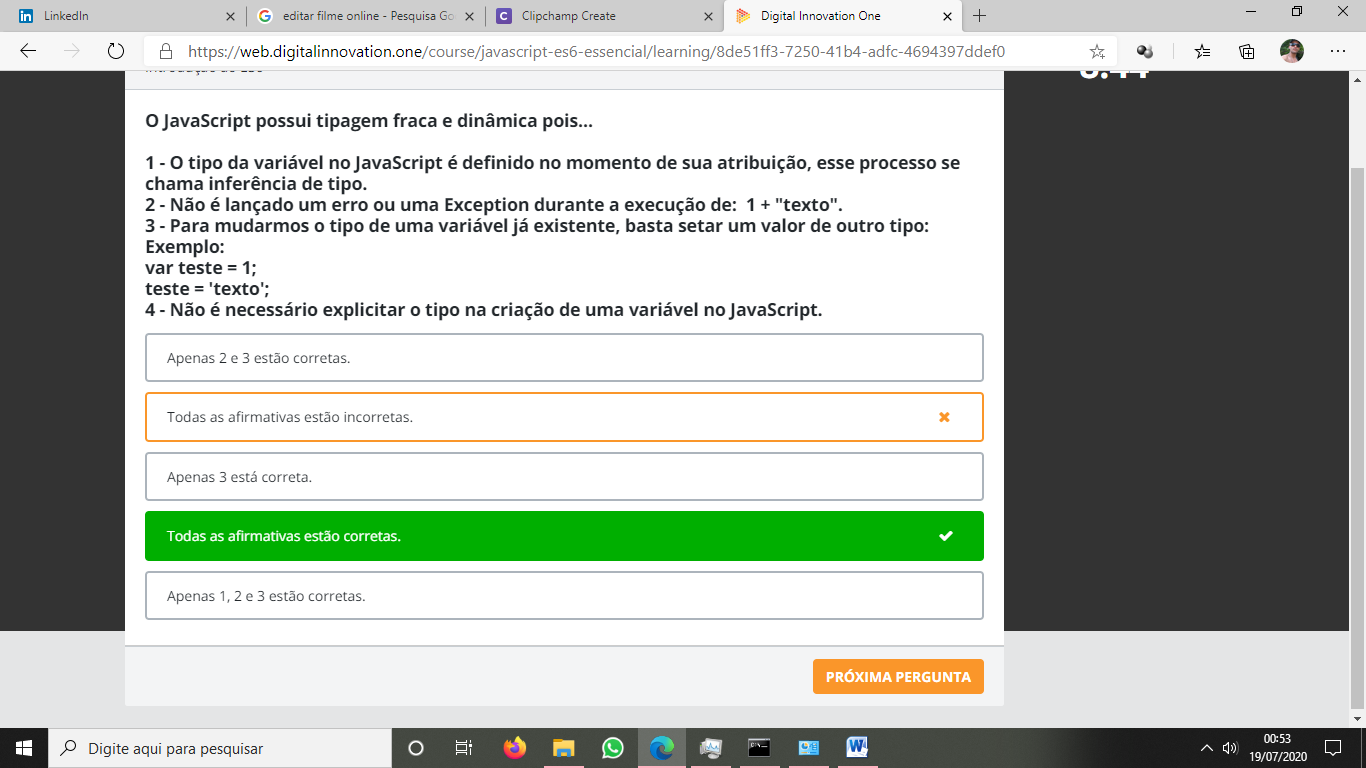 LinkedIn
editar filme online - Pesquisa Go
Clipchamp Create
Digital Innovation One
https://web.digitalinnovation.one/course/javascript-es6-essencial/learning/8de51ff3-7250-41b4-adfc-4694397ddef0
O JavaScript possui tipagem fraca e dinâmica pois...
1 - O tipo da variável no JavaScript é definido no momento de sua atribuição, esse processo se
chama inferência de tipo.
2 - Não é lançado um erro ou uma Exception durante a execução de:  1 + "texto".
3 - Para mudarmos o tipo de uma variável já existente, basta setar um valor de outro tipo:
Exemplo:
var teste = 1;
teste = 'texto';
4 - Não é necessário explicitar o tipo na criação de uma variável no JavaScript.
Apenas 2 e 3 estão corretas.
Todas as afirmativas estão incorretas.
Apenas 3 está correta.
Todas as afirmativas estão corretas.
Apenas 1, 2 e 3 estão corretas.
PRÓXIMA PERGUNTA
Digite aqui para pesquisar
00:53
19/07/2020